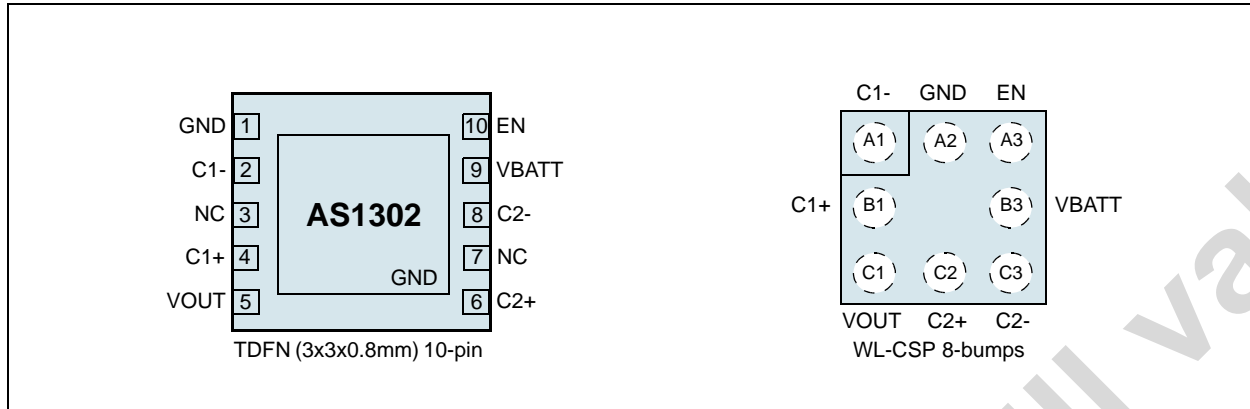 GND 1
C1- 2
NC 3
C1+ 4
VOUT 5
AS1302
GND
10 EN
9 VBATT
8 C2-
7 NC
6 C2+
TDFN (3x3x0.8mm) 10-pin
C1- GND EN
A1 A2 A3
C1+ B1 B3 VBATT
C1 C2 C3
VOUT C2+ C2-
WL-CSP 8-bumps